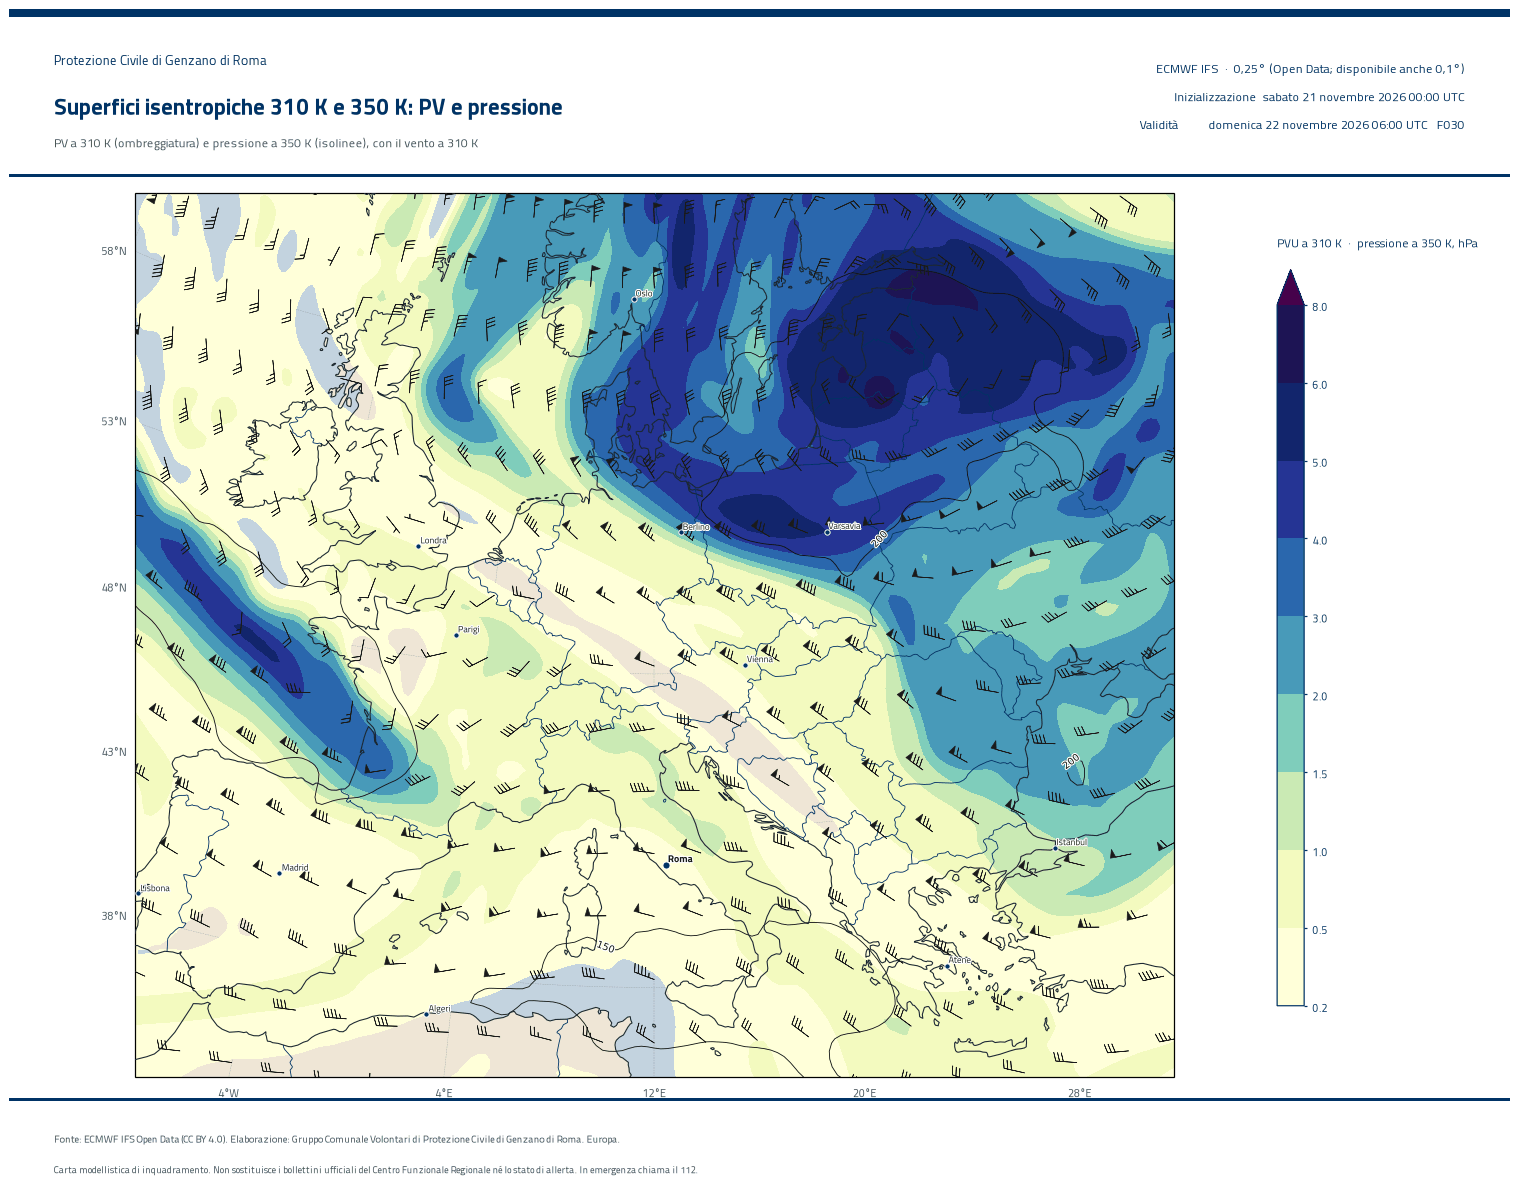 Protezione Civile di Genzano di Roma
Superfici isentropiche 310 K e 350 K: PV e pressione
PV a 310 K (ombreggiatura) e pressione a 350 K (isolinee), con il vento a 310 K
ECMWF IFS · 0,25° (Open Data; disponibile anche 0,1°)
Inizializzazione sabato 21 novembre 2026 00:00 UTC
Validità domenica 22 novembre 2026 06:00 UTC F030
PVU a 310 K · pressione a 350 K, hPa
58°N
53°N
48°N
43°N
38°N
4°W
4°E
12°E
20°E
28°E
Oslo
Berlino
Varsavia
Londra
Parigi
Vienna
Roma
Madrid
Lisbona
Istanbul
Atene
Algeri
200
200
150
8.0
6.0
5.0
4.0
3.0
2.0
1.5
1.0
0.5
0.2
Fonte: ECMWF IFS Open Data (CC BY 4.0). Elaborazione: Gruppo Comunale Volontari di Protezione Civile di Genzano di Roma. Europa.
Carta modellistica di inquadramento. Non sostituisce i bollettini ufficiali del Centro Funzionale Regionale né lo stato di allerta. In emergenza chiama il 112.